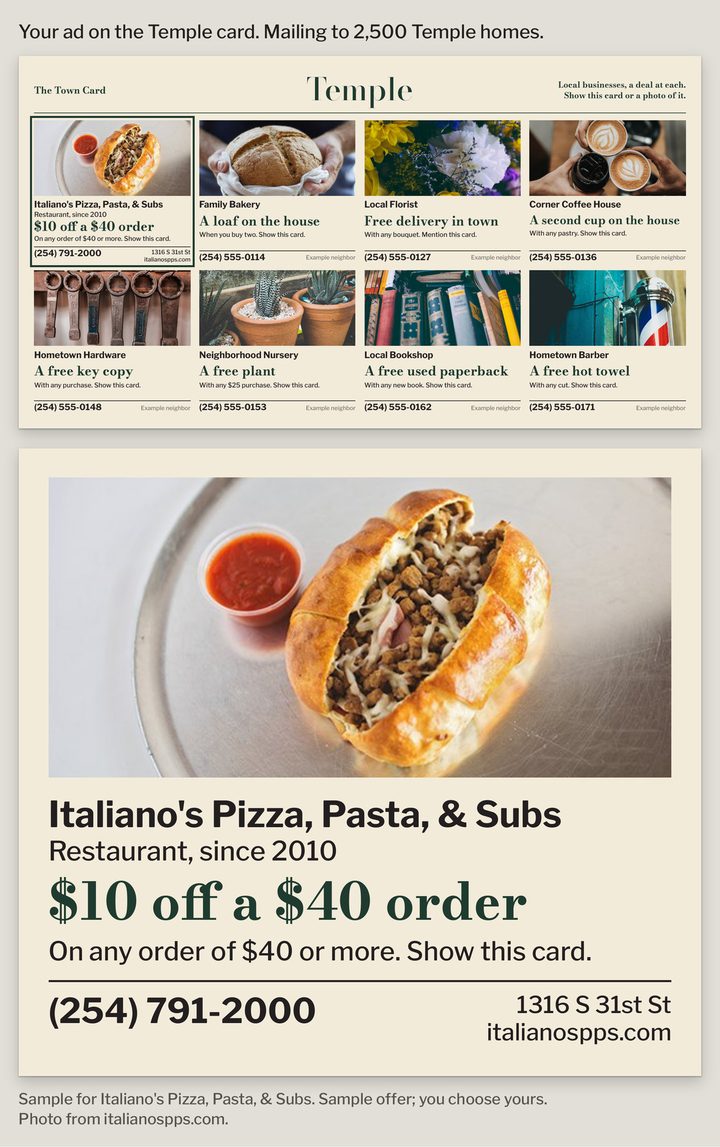 Your ad on the Temple card. Mailing to 2,500 Temple homes.
The Town Card
Temple
Local businesses, a deal at each.
Show this card or a photo of it.
Italiano's Pizza, Pasta, & Subs
Restaurant, since 2010
$10 off a $40 order
On any order of $40 or more. Show this card.
(254) 791-2000
1316 S 31st St
italianospps.com
Family Bakery
A loaf on the house
When you buy two. Show this card.
(254) 555-0114
Example neighbor
Local Florist
Free delivery in town
With any bouquet. Mention this card.
(254) 555-0127
Example neighbor
Corner Coffee House
A second cup on the house
With any pastry. Show this card.
(254) 555-0136
Example neighbor
Hometown Hardware
A free key copy
With any purchase. Show this card.
(254) 555-0148
Example neighbor
Neighborhood Nursery
A free plant
With any $25 purchase. Show this card.
(254) 555-0153
Example neighbor
Local Bookshop
A free used paperback
With any new book. Show this card.
(254) 555-0162
Example neighbor
Hometown Barber
A free hot towel
With any cut. Show this card.
(254) 555-0171
Example neighbor
Italiano's Pizza, Pasta, & Subs
Restaurant, since 2010
$10 off a $40 order
On any order of $40 or more. Show this card.
(254) 791-2000
1316 S 31st St
italianospps.com
Sample for Italiano's Pizza, Pasta, & Subs. Sample offer; you choose yours.
Photo from italianospps.com.